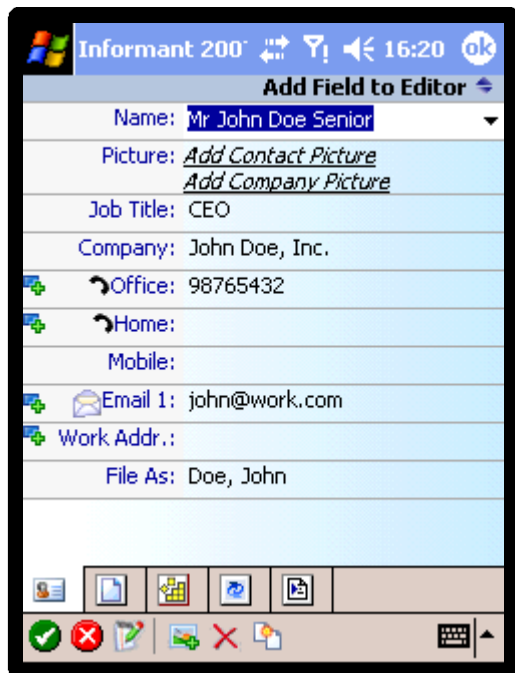 Informant 200 16:20 ok
Add Field to Editor
Name: Mr John Doe Senior
Picture: Add Contact Picture
Add Company Picture
Job Title: CEO
Company: John Doe, Inc.
Office: 98765432
Home:
Mobile:
Email 1: john@work.com
Work Addr.:
File As: Doe, John